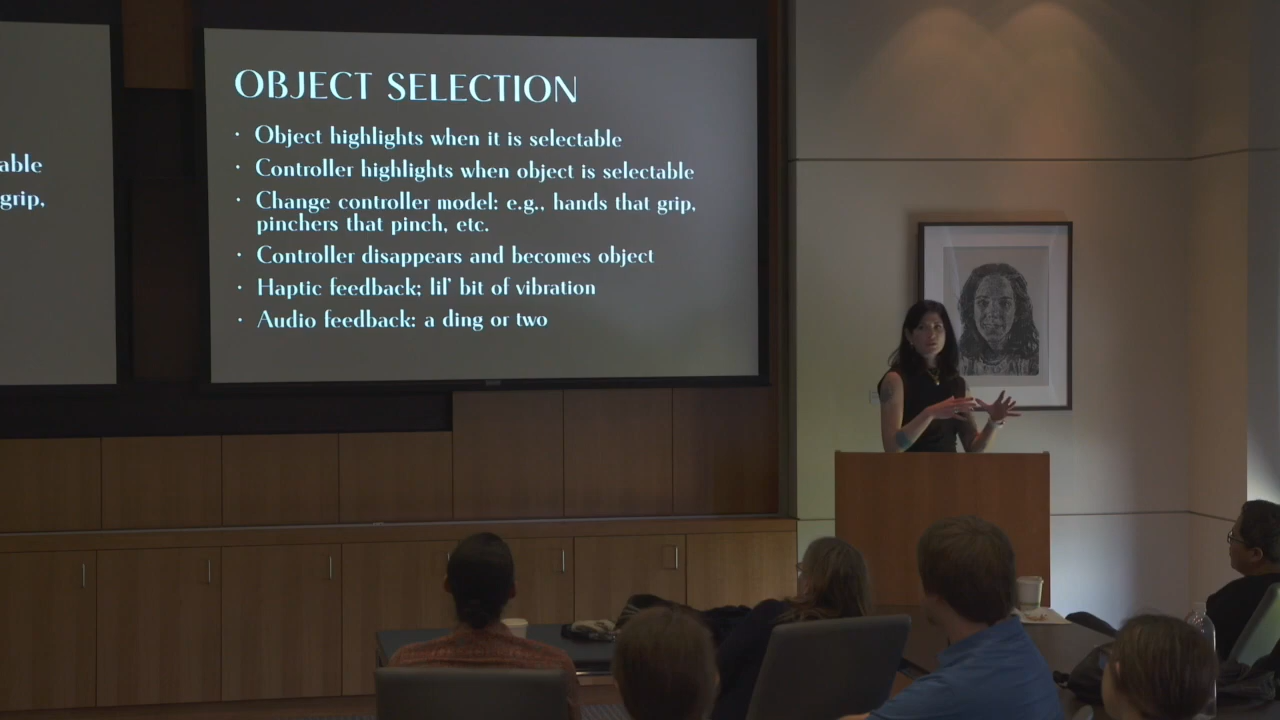 able
grip,
OBJECT SELECTION
• Object highlights when it is selectable
• Controller highlights when object is selectable
• Change controller model: e.g., hands that grip,
pinchers that pinch, etc.
• Controller disappears and becomes object
• Haptic feedback; lil' bit of vibration
• Audio feedback: a ding or two